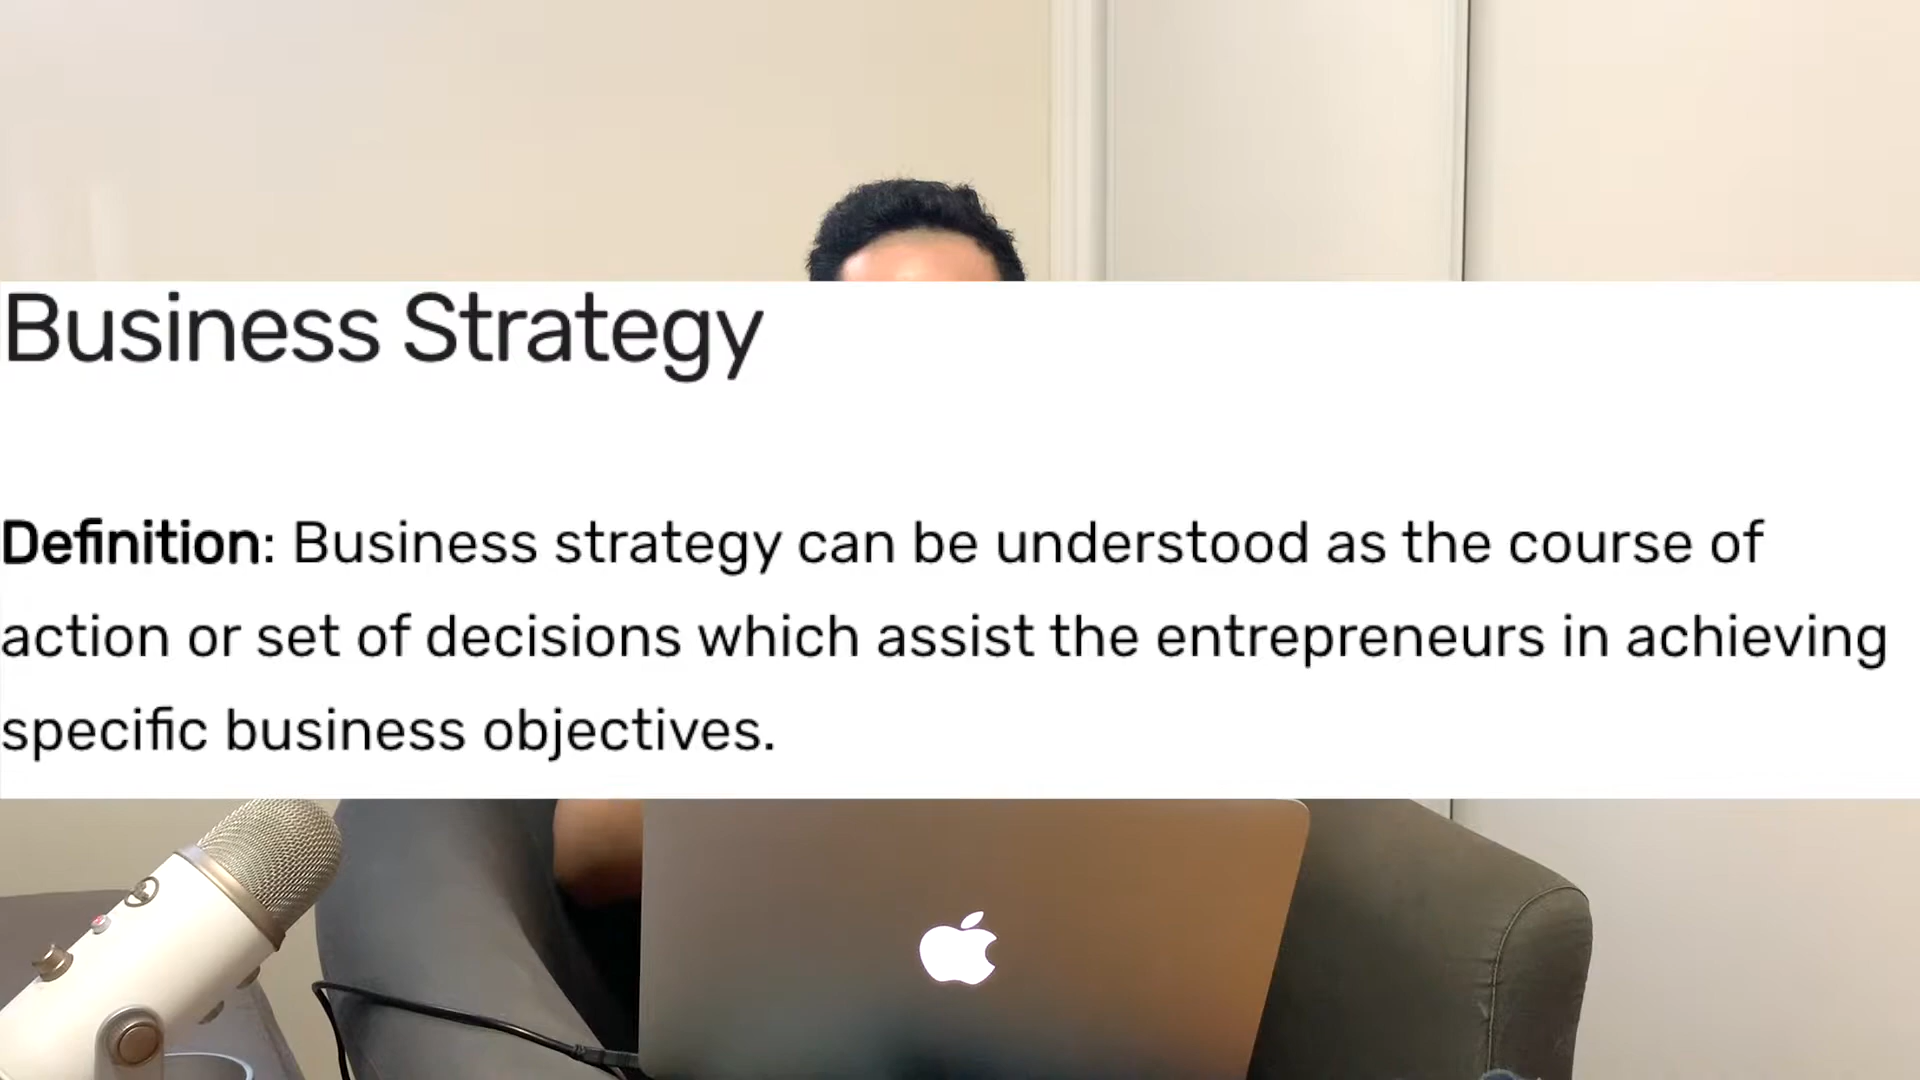 Business Strategy
Definition: Business strategy can be understood as the course of
action or set of decisions which assist the entrepreneurs in achieving
specific business objectives.